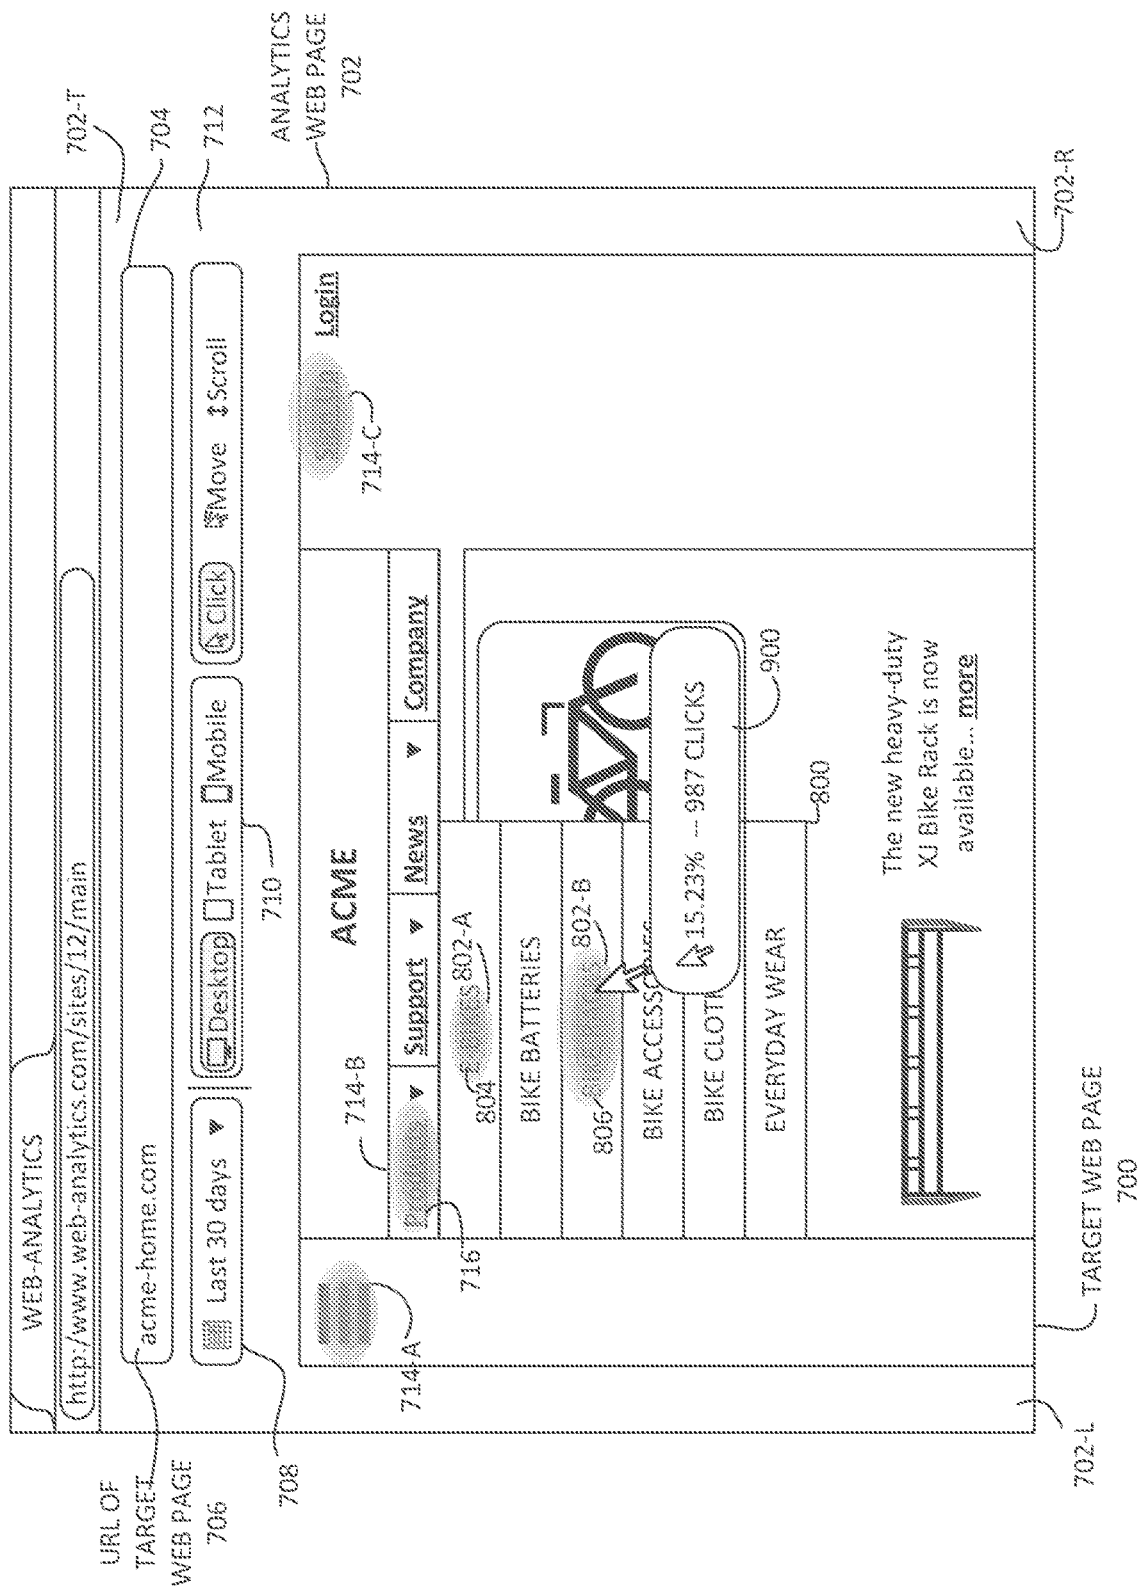 WEB-ANALYTICS
http:/www.web-analytics.com/sites/12/main
URL OF
TARGET
WEB PAGE
706
702-T
acme-home.com
704
Last 30 days ▼
Desktop
Tablet
Mobile
Click
Move
Scroll
712
708
710
ANALYTICS
WEB PAGE
702
Login
714-C
714-A
714-B
ACME
▼
Support ▼
News ▼
Company
716
804
802-A
BIKE BATTERIES
806
802-B
BIKE ACCESSORIES
15.23% -- 987 CLICKS
900
BIKE CLOT
EVERYDAY WEAR
800
The new heavy-duty
XJ Bike Rack is now
available... more
702-L
702-R
TARGET WEB PAGE
700